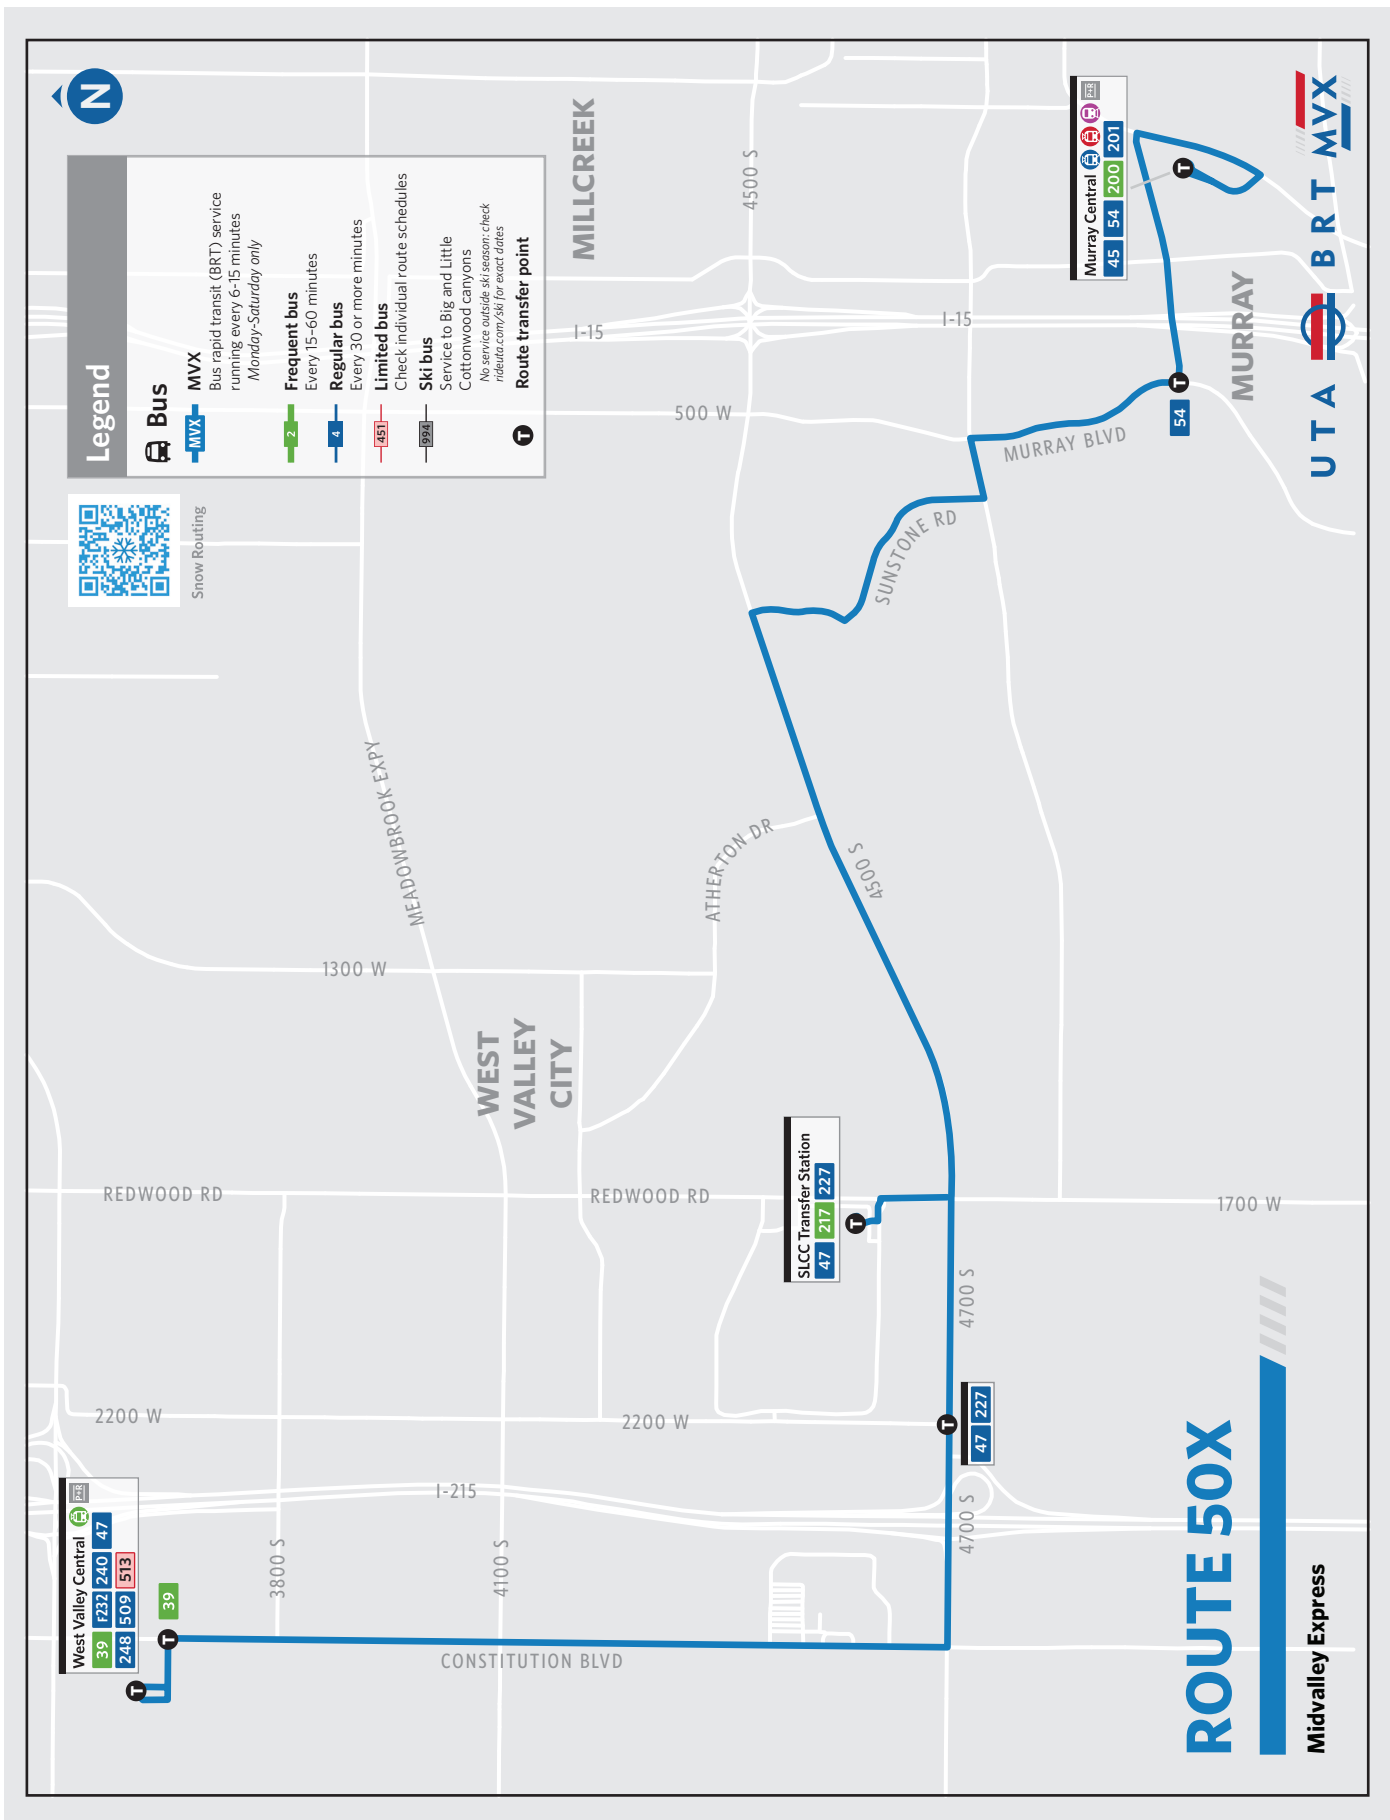 N
Legend
Bus
MVX
MVX
Bus rapid transit (BRT) service
running every 6-15 minutes
Monday-Saturday only
2
Frequent bus
Every 15-60 minutes
4
Regular bus
Every 30 or more minutes
451
Limited bus
Check individual route schedules
994
Ski bus
Service to Big and Little
Cottonwood canyons
No service outside ski season: check
rideuta.com/ski for exact dates
T
Route transfer point
Snow Routing
West Valley Central P+R
39 F232 240 47
248 509 513
T
T
39
3800 S
4100 S
CONSTITUTION BLVD
I-215
2200 W
2200 W
REDWOOD RD
REDWOOD RD
1700 W
WEST
VALLEY
CITY
1300 W
MEADOWBROOK EXPY
ATHERTON DR
4500 S
SLCC Transfer Station
47 217 227
T
4700 S
4700 S
T
47 227
SUNSTONE RD
500 W
MURRAY BLVD
I-15
I-15
4500 S
MILLCREEK
MURRAY
T
54
Murray Central P+R
45 54 200 201
T
ROUTE 50X
Midvalley Express
UTA BRT MVX